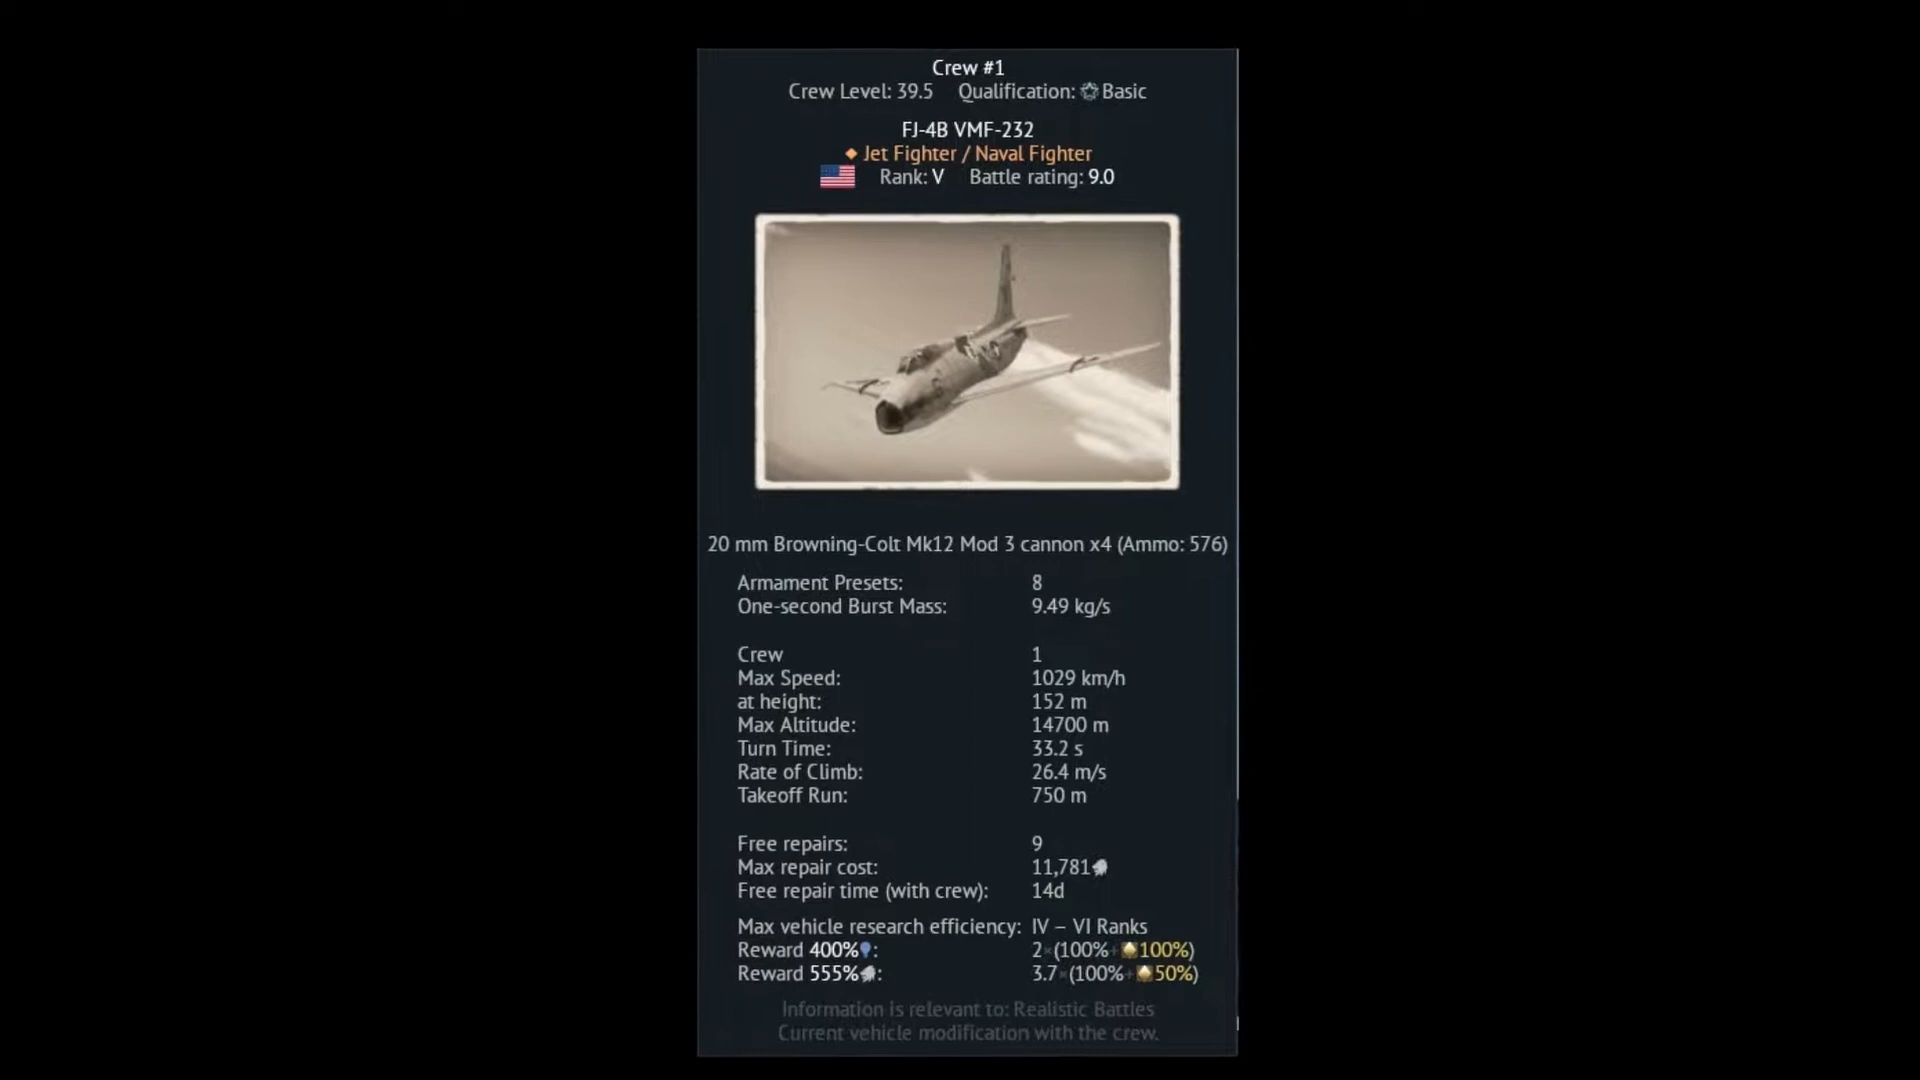 Crew #1
Crew Level: 39.5 Qualification: Basic
FJ-4B VMF-232
Jet Fighter / Naval Fighter
Rank: V Battle rating: 9.0
20 mm Browning-Colt Mk12 Mod 3 cannon x4 (Ammo: 576)
Armament Presets: 8
One-second Burst Mass: 9.49 kg/s
Crew 1
Max Speed: 1029 km/h
at height: 152 m
Max Altitude: 14700 m
Turn Time: 33.2 s
Rate of Climb: 26.4 m/s
Takeoff Run: 750 m
Free repairs: 9
Max repair cost: 11,781
Free repair time (with crew): 14d
Max vehicle research efficiency: IV – VI Ranks
Reward 400%: 2×(100%+100%)
Reward 555%: 3.7×(100%+50%)
Information is relevant to: Realistic Battles
Current vehicle modification with the crew.